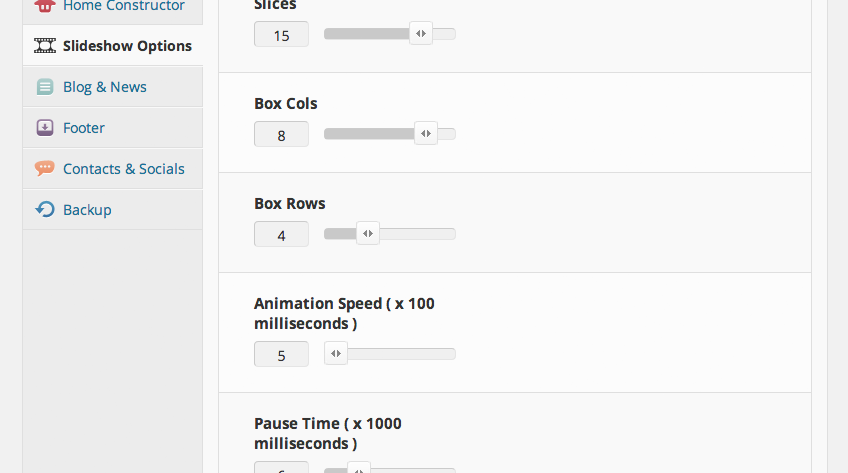 Home Constructor
Slideshow Options
Blog & News
Footer
Contacts & Socials
Backup
Slices
15
Box Cols
8
Box Rows
4
Animation Speed ( x 100
milliseconds )
5
Pause Time ( x 1000
milliseconds )